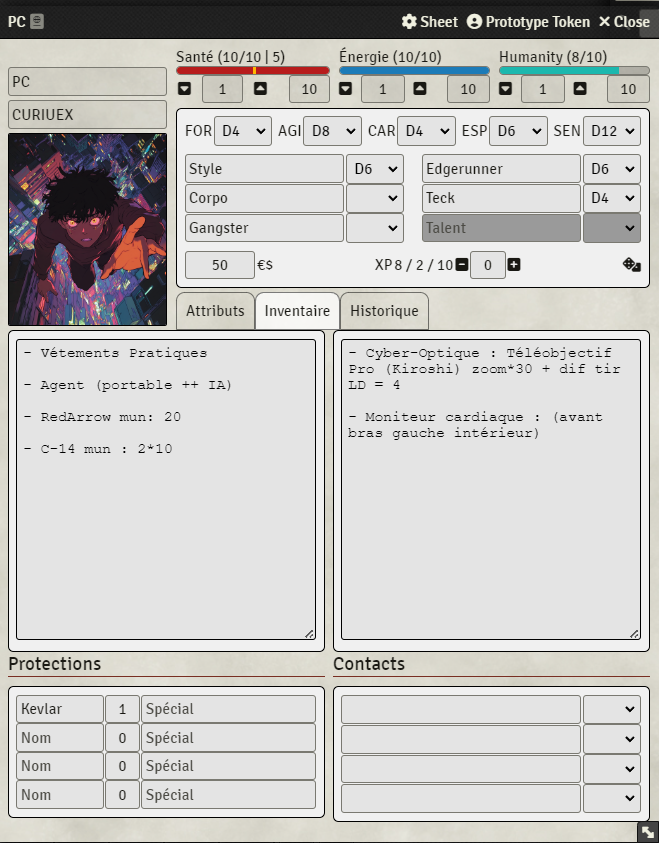 PC Sheet Prototype Token Close
Santé (10/10 | 5) Énergie (10/10) Humanity (8/10)
PC
1 10 1 10 1 10
CURIUEX
FOR D4 AGI D8 CAR D4 ESP D6 SEN D12
Style D6 Edgerunner D6
Corpo Teck D4
Gangster Talent
50 €$ XP 8 / 2 / 10 0
Attributs Inventaire Historique
- Vétements Pratiques
- Agent (portable ++ IA)
- RedArrow mun: 20
- C-14 mun : 2*10
- Cyber-Optique : Téléobjectif
Pro (Kiroshi) zoom*30 + dif tir
LD = 4
- Moniteur cardiaque : (avant
bras gauche intérieur)
Protections
Kevlar 1 Spécial
Nom 0 Spécial
Nom 0 Spécial
Nom 0 Spécial
Contacts